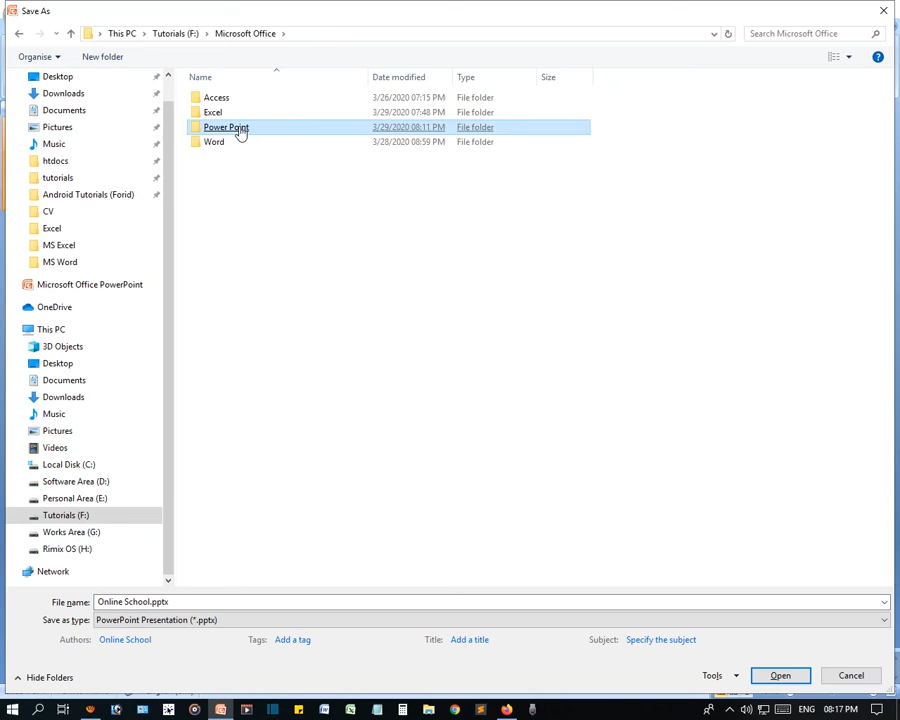 Save As
This PC Tutorials (F:) Microsoft Office
Search Microsoft Office
Organise New folder
Name Date modified Type Size
Access 3/26/2020 07:15 PM File folder
Excel 3/29/2020 07:48 PM File folder
Power Point 3/29/2020 08:11 PM File folder
Word 3/28/2020 08:59 PM File folder
Desktop
Downloads
Documents
Pictures
Music
htdocs
tutorials
Android Tutorials (Forid)
CV
Excel
MS Excel
MS Word
Microsoft Office PowerPoint
OneDrive
This PC
3D Objects
Desktop
Documents
Downloads
Music
Pictures
Videos
Local Disk (C:)
Software Area (D:)
Personal Area (E:)
Tutorials (F:)
Works Area (G:)
Rimix OS (H:)
Network
File name: Online School.pptx
Save as type: PowerPoint Presentation (*.pptx)
Authors: Online School Tags: Add a tag Title: Add a title Subject: Specify the subject
Hide Folders Tools Open Cancel
ENG 08:17 PM